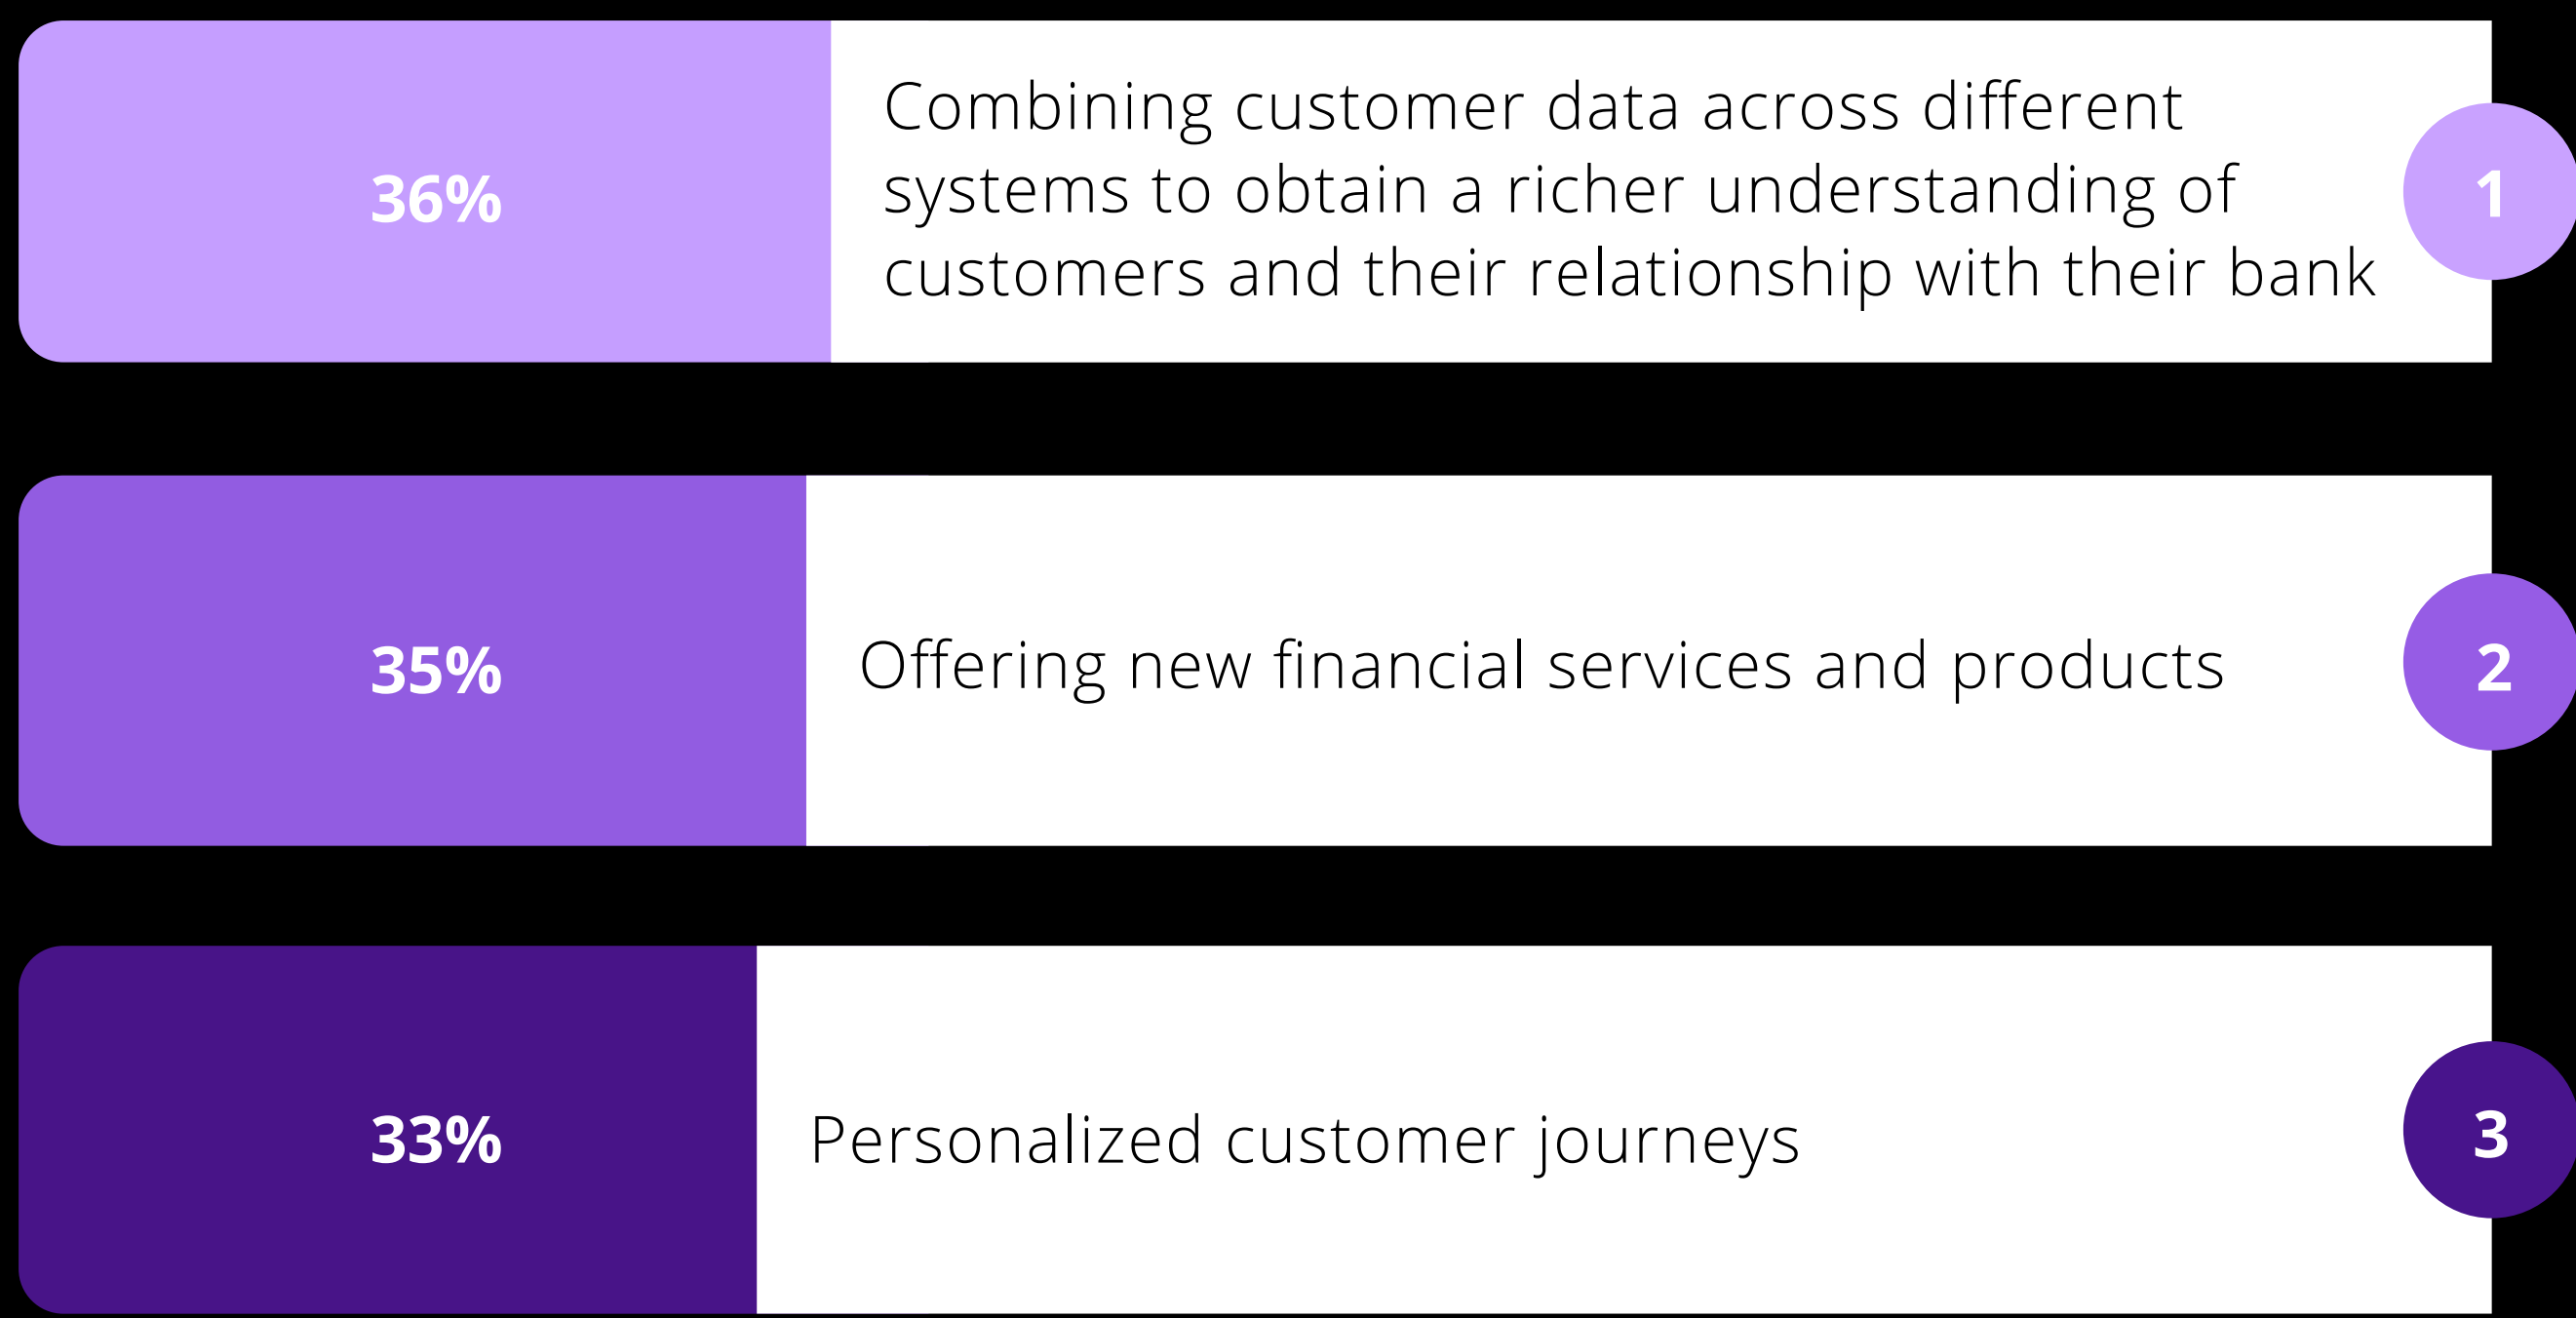 36%
Combining customer data across different
systems to obtain a richer understanding of
customers and their relationship with their bank
1
35%
Offering new financial services and products
2
33%
Personalized customer journeys
3